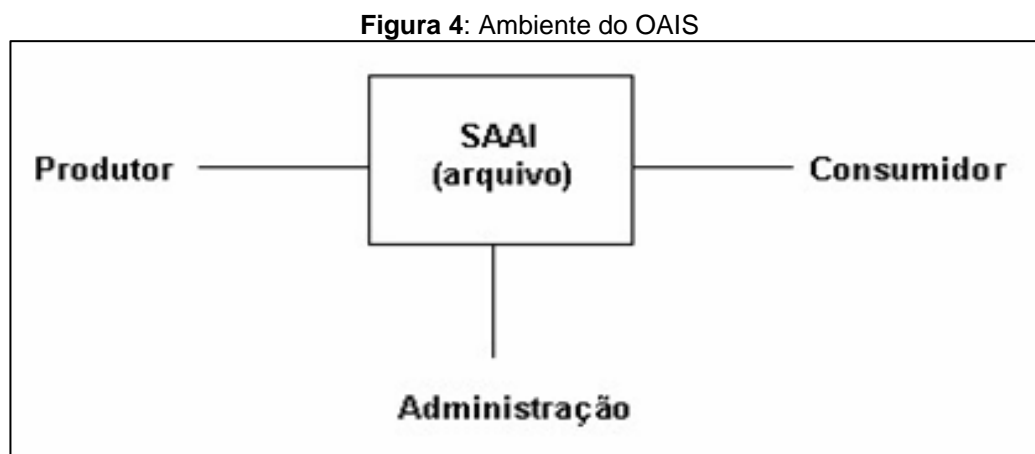 Figura 4: Ambiente do OAIS
SAAI
(arquivo)
Produtor
Consumidor
Administração